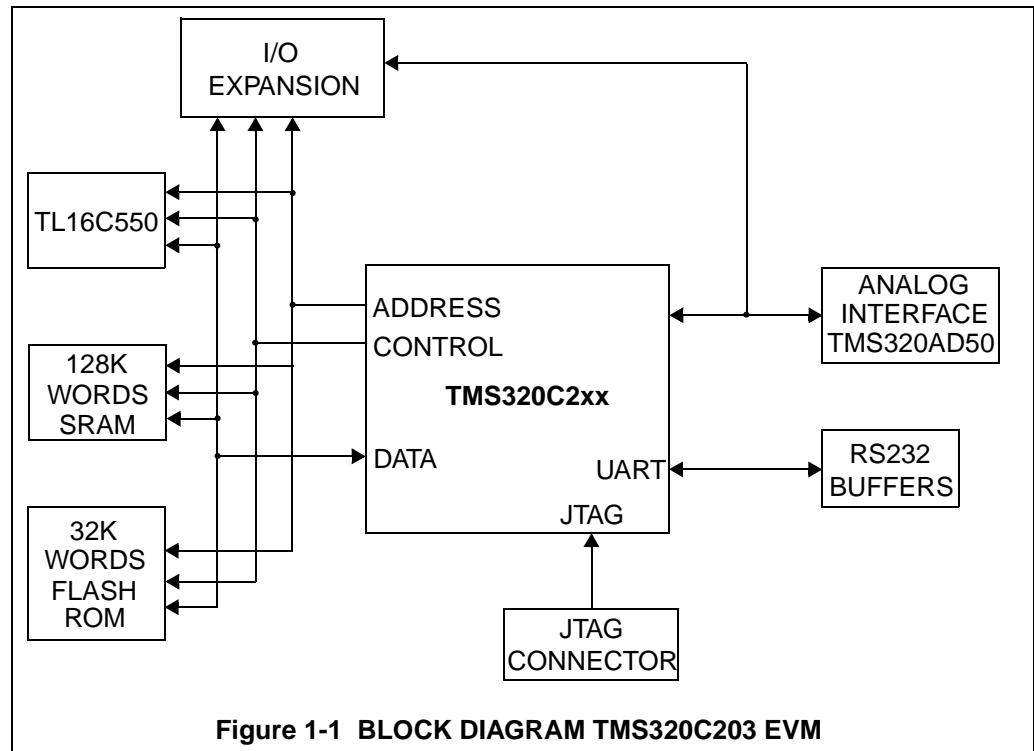 I/O
EXPANSION
TL16C550
128K
WORDS
SRAM
32K
WORDS
FLASH
ROM
ADDRESS
CONTROL
TMS320C2xx
DATA
UART
JTAG
ANALOG
INTERFACE
TMS320AD50
RS232
BUFFERS
JTAG
CONNECTOR
Figure 1-1 BLOCK DIAGRAM TMS320C203 EVM